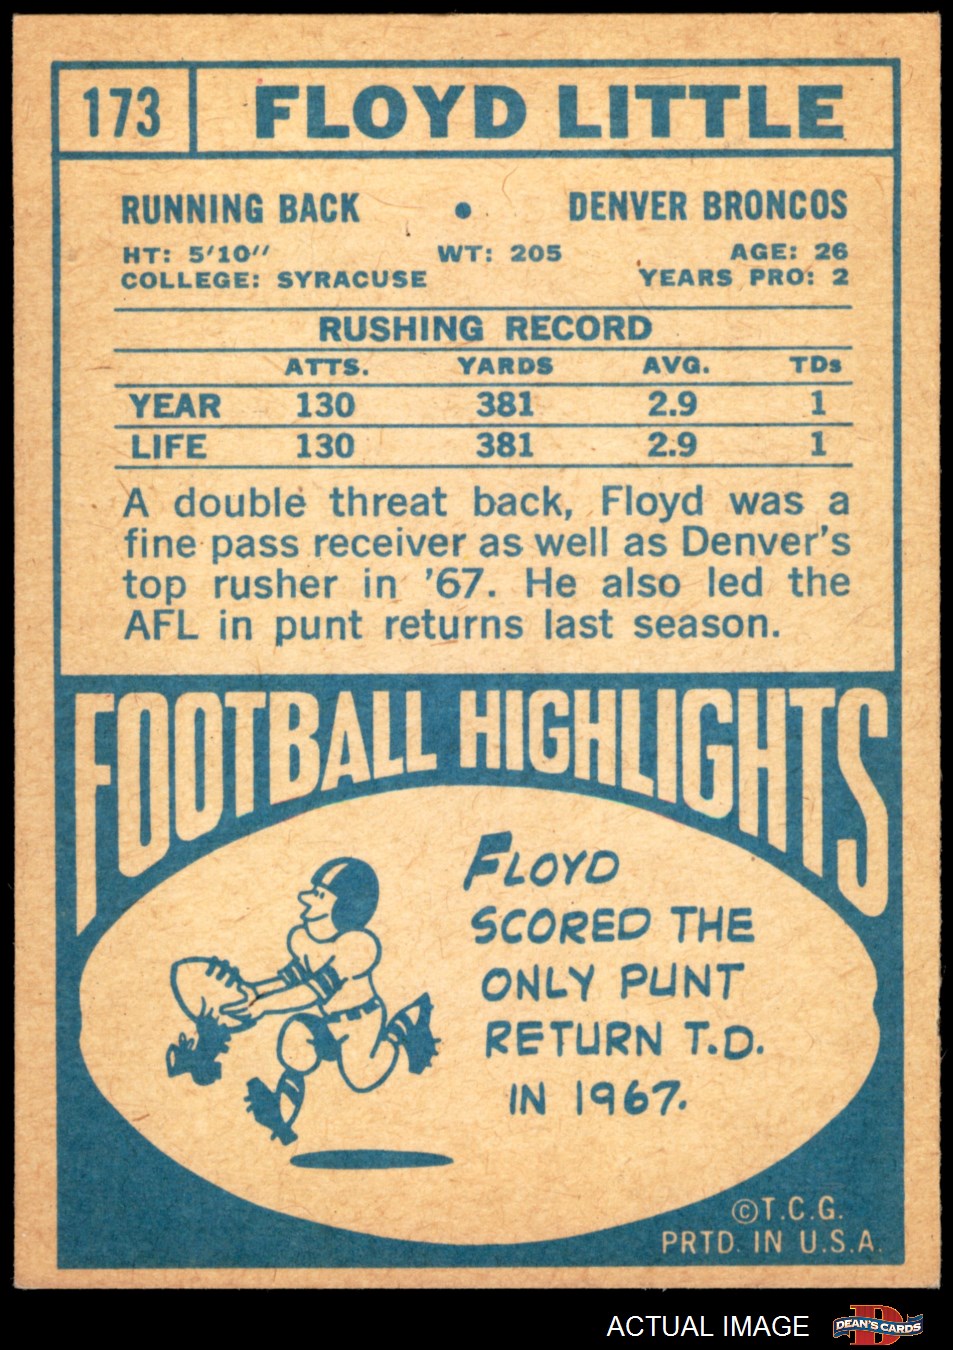 173 FLOYD LITTLE
RUNNING BACK • DENVER BRONCOS
HT: 5'10" WT: 205 AGE: 26
COLLEGE: SYRACUSE YEARS PRO: 2
RUSHING RECORD
ATTS. YARDS AVG. TDs
YEAR 130 381 2.9 1
LIFE 130 381 2.9 1
A double threat back, Floyd was a
fine pass receiver as well as Denver's
top rusher in '67. He also led the
AFL in punt returns last season.
FOOTBALL HIGHLIGHTS
FLOYD
SCORED THE
ONLY PUNT
RETURN T.D.
IN 1967.
©T.C.G.
PRTD. IN U.S.A.
ACTUAL IMAGE
D
DEAN'S CARDS